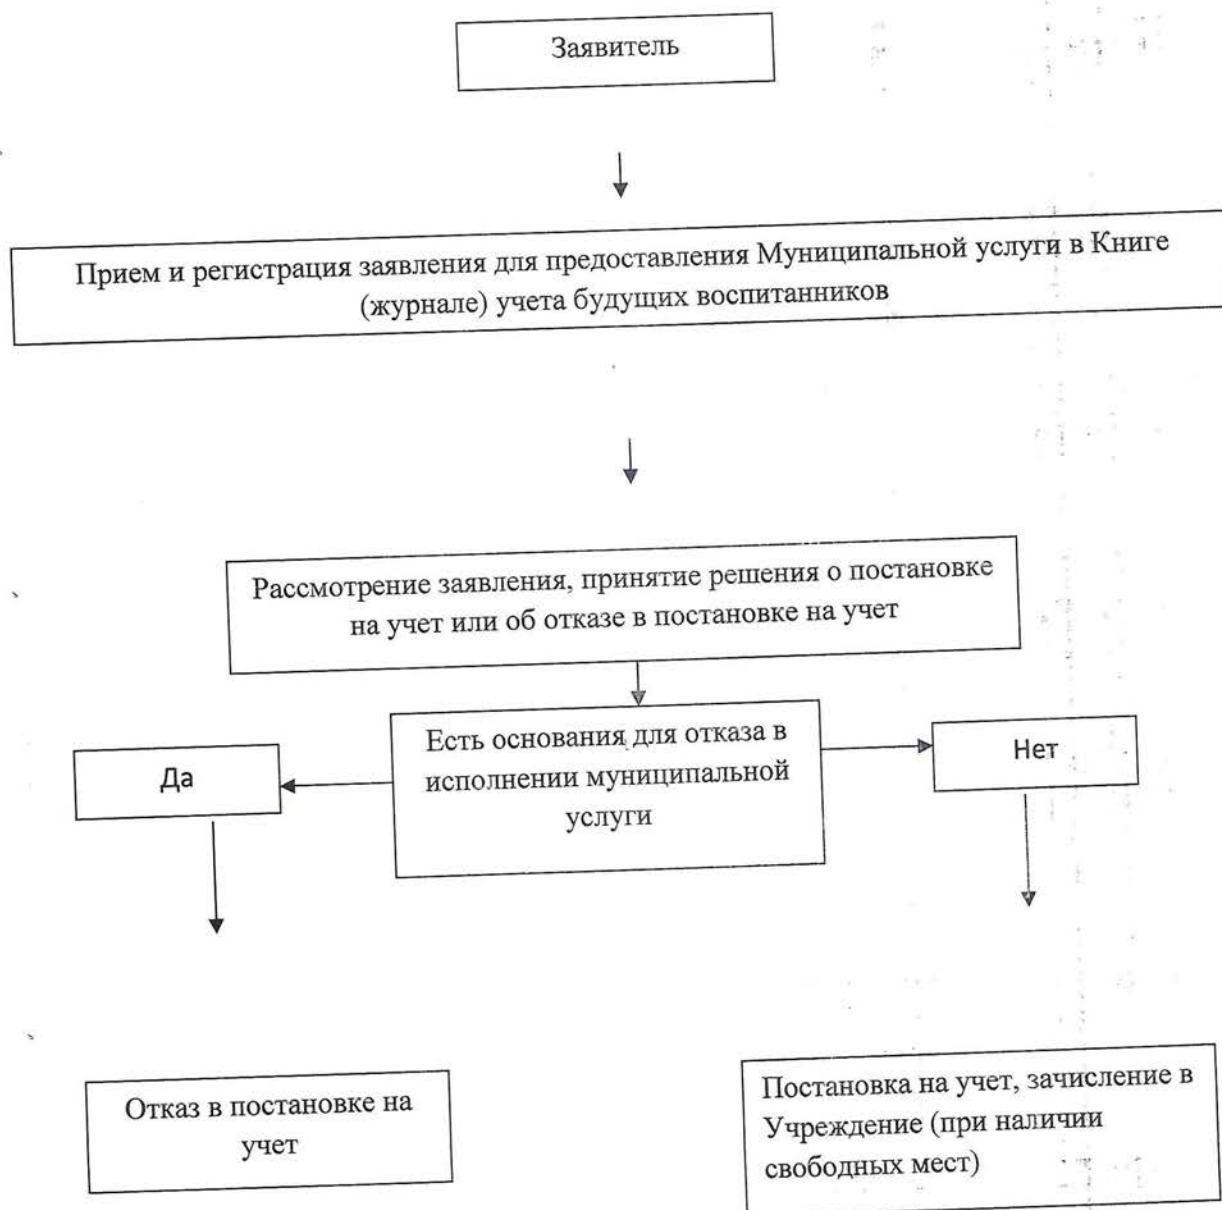 Заявитель
Прием и регистрация заявления для предоставления Муниципальной услуги в Книге
(журнале) учета будущих воспитанников
Рассмотрение заявления, принятие решения о постановке
на учет или об отказе в постановке на учет
Есть основания для отказа в
исполнении муниципальной
услуги
Да
Нет
Отказ в постановке на
учет
Постановка на учет, зачисление в
Учреждение (при наличии
свободных мест)